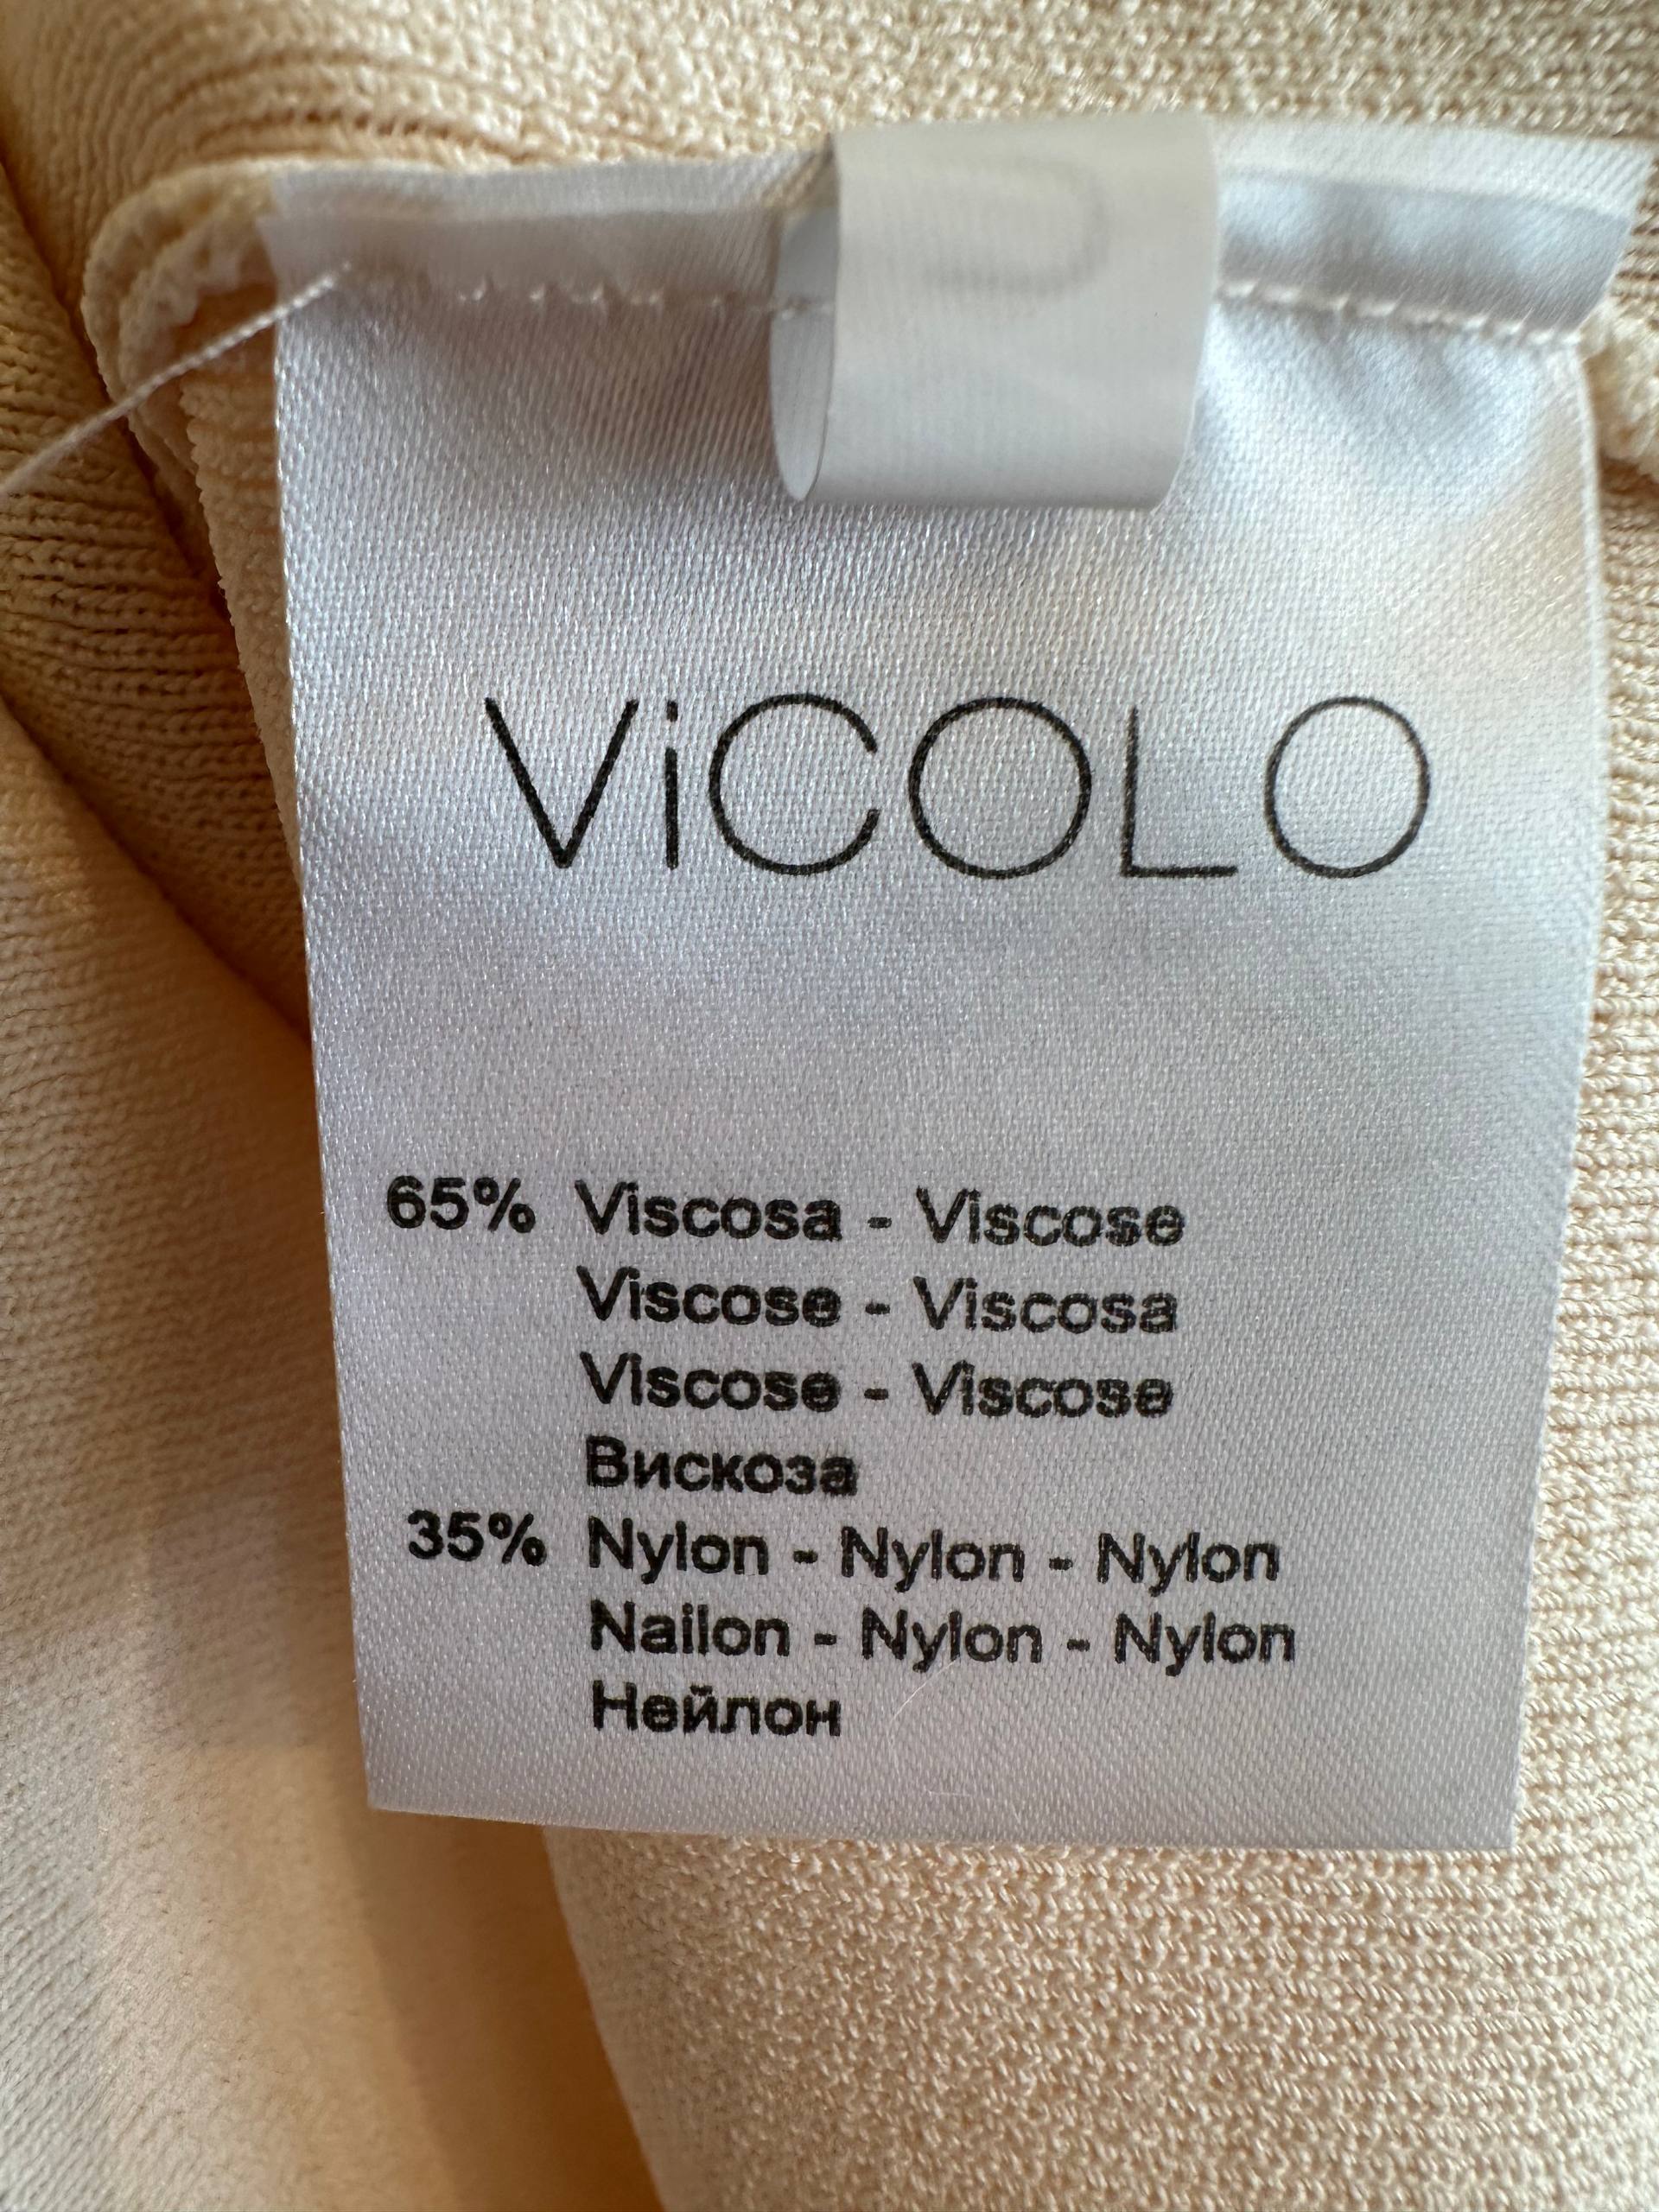 ViCOLO
65% Viscosa - Viscose
Viscose - Viscosa
Viscose - Viscose
Вискоза
35% Nylon - Nylon - Nylon
Nailon - Nylon - Nylon
Нейлон